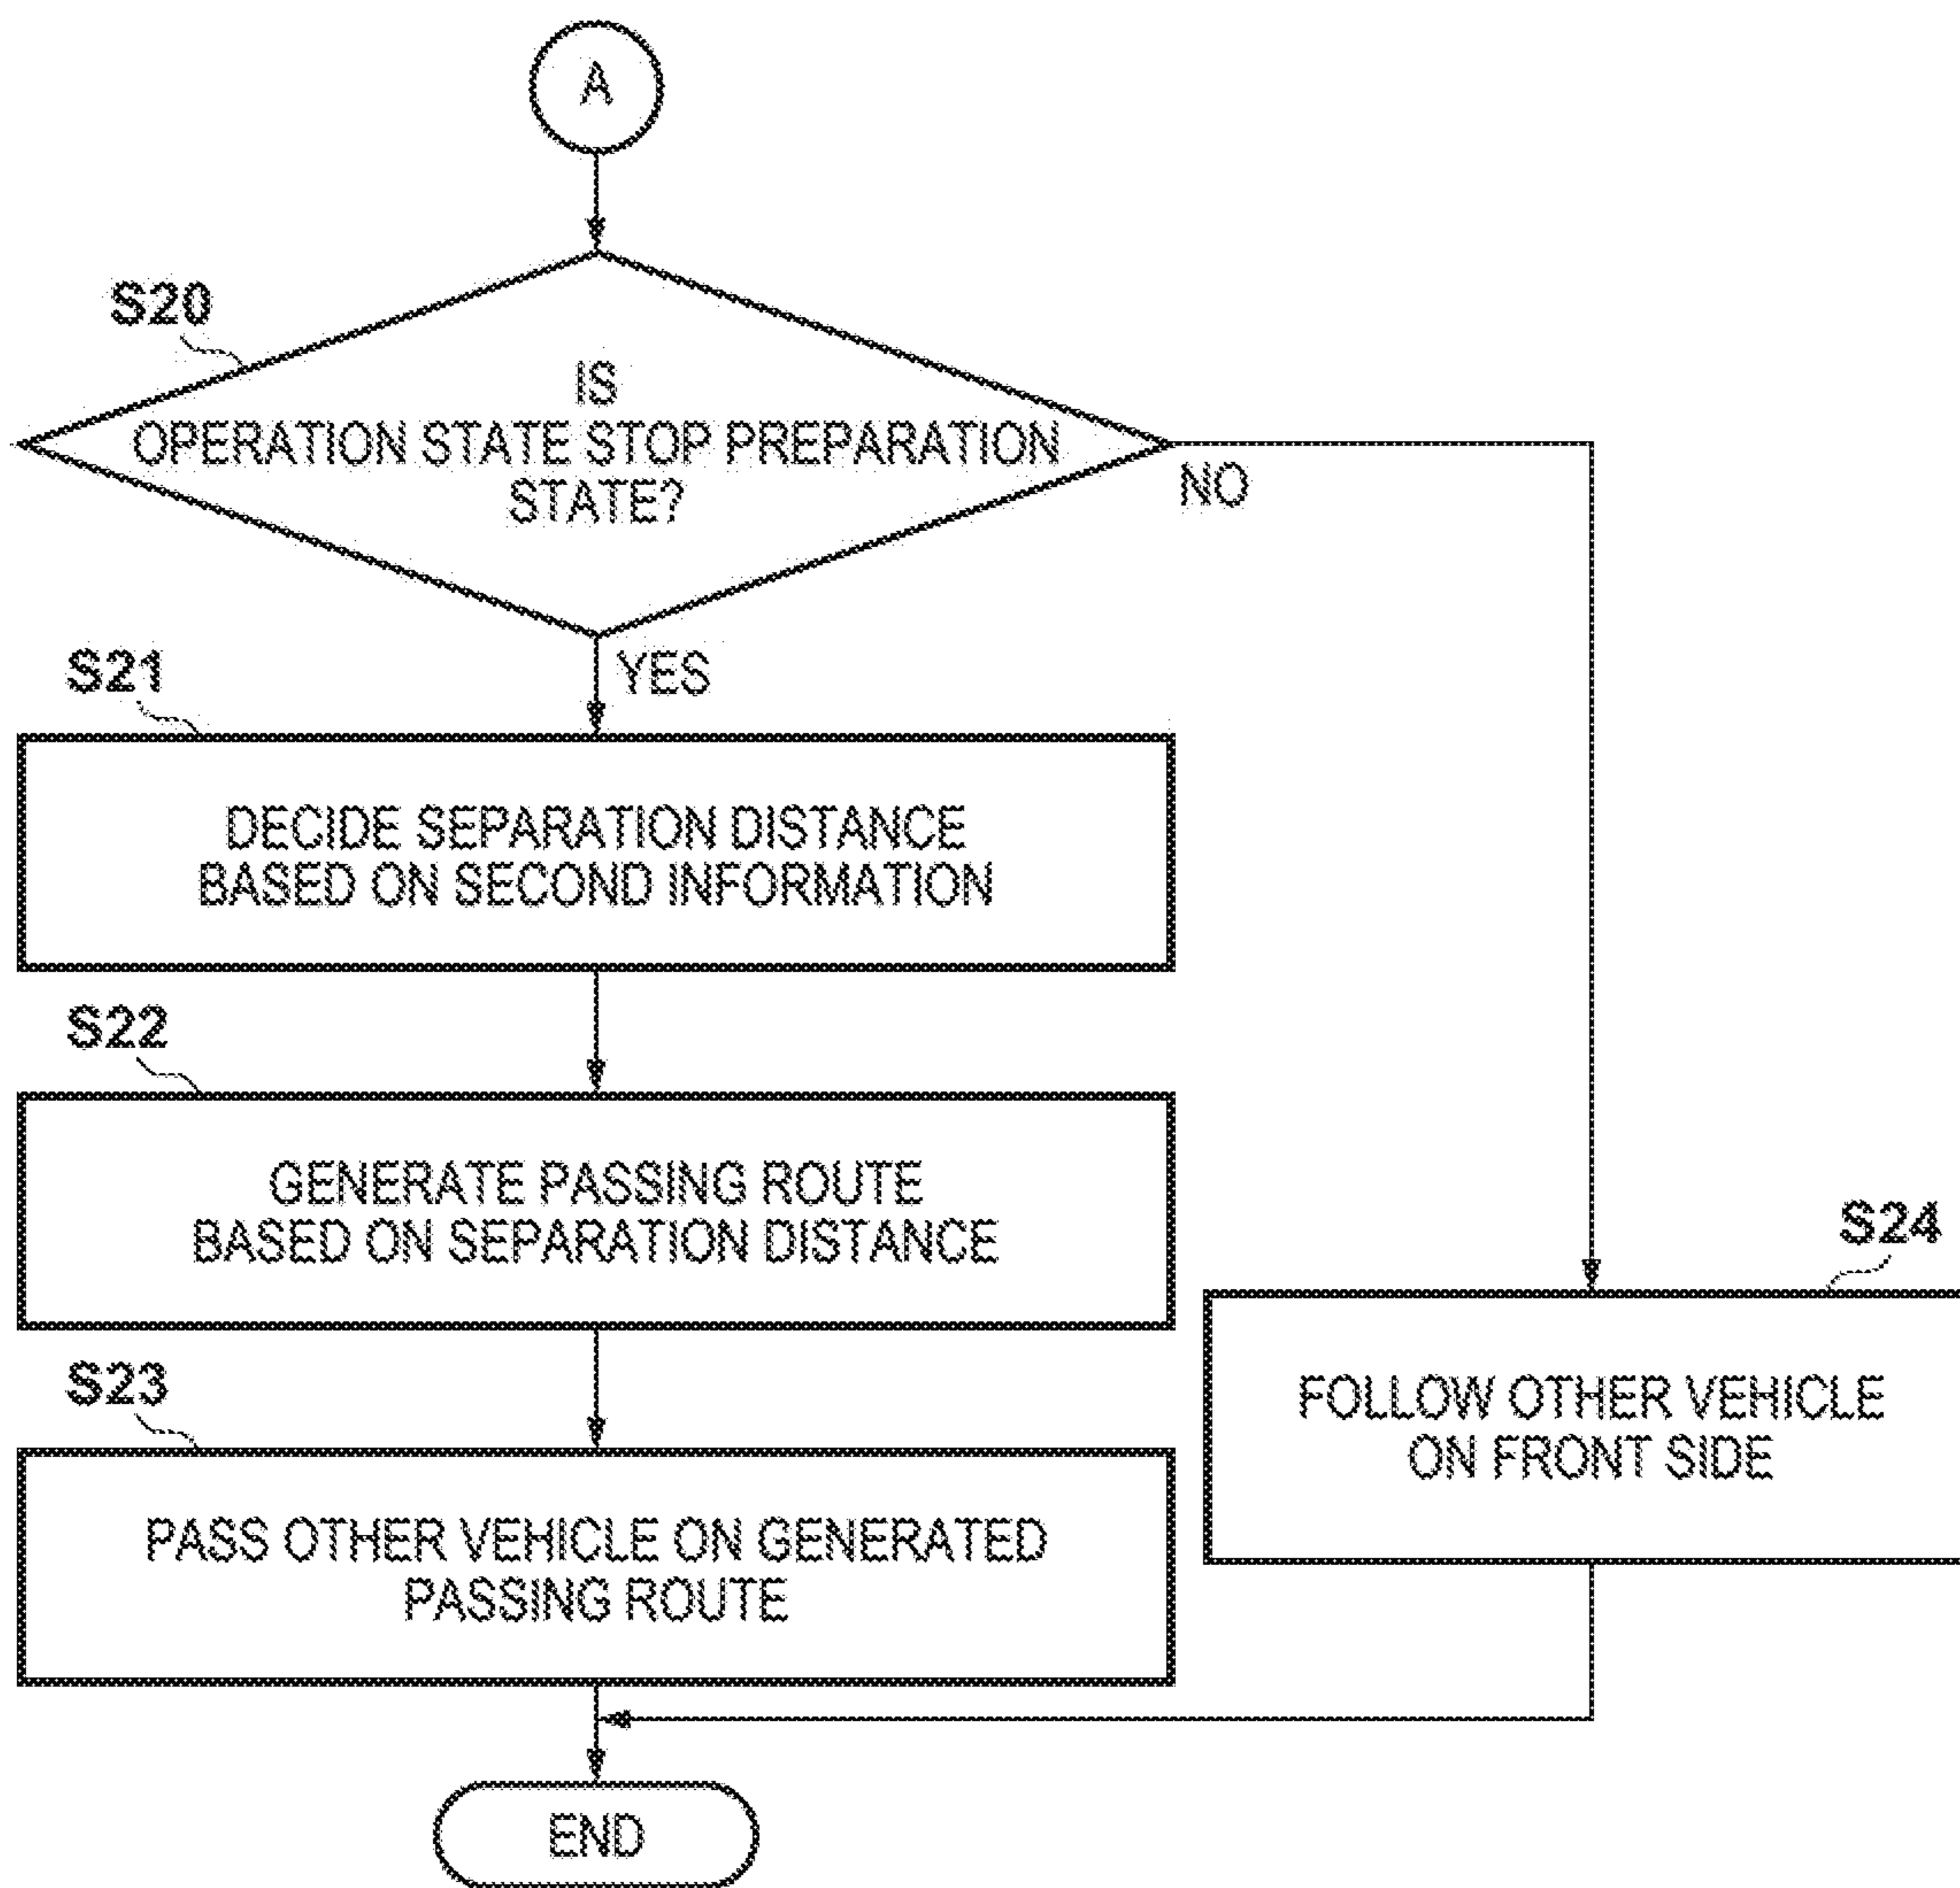 A
S20
IS
OPERATION STATE STOP PREPARATION
STATE?
NO
YES
S21
DECIDE SEPARATION DISTANCE
BASED ON SECOND INFORMATION
S22
GENERATE PASSING ROUTE
BASED ON SEPARATION DISTANCE
S24
FOLLOW OTHER VEHICLE
ON FRONT SIDE
S23
PASS OTHER VEHICLE ON GENERATED
PASSING ROUTE
END